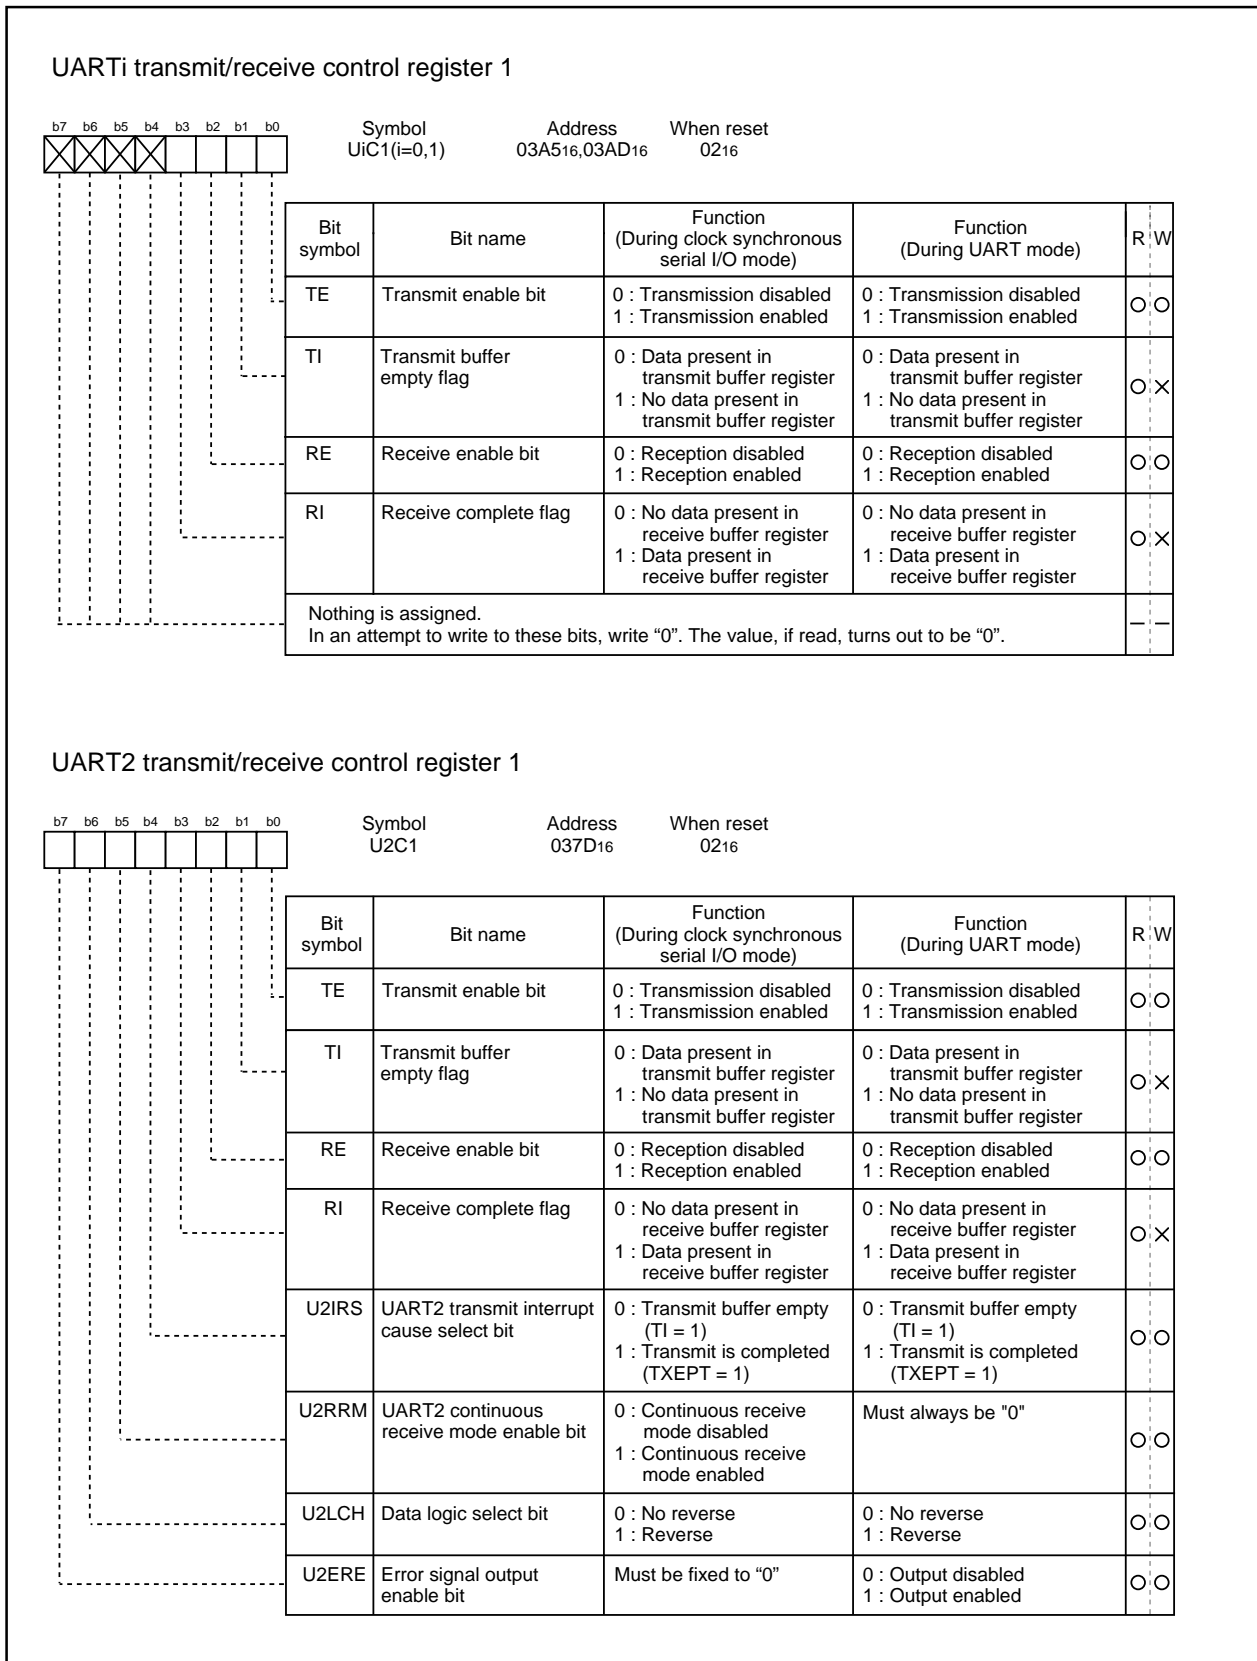 UARTi transmit/receive control register 1
b7 b6 b5 b4 b3 b2 b1 b0
Symbol Address When reset
UiC1(i=0,1) 03A516,03AD16 0216
Bit symbol Bit name Function (During clock synchronous serial I/O mode) Function (During UART mode) R W
TE Transmit enable bit 0 : Transmission disabled 0 : Transmission disabled
1 : Transmission enabled 1 : Transmission enabled
TI Transmit buffer 0 : Data present in 0 : Data present in
empty flag transmit buffer register transmit buffer register
1 : No data present in 1 : No data present in
transmit buffer register transmit buffer register
RE Receive enable bit 0 : Reception disabled 0 : Reception disabled
1 : Reception enabled 1 : Reception enabled
RI Receive complete flag 0 : No data present in 0 : No data present in
receive buffer register receive buffer register
1 : Data present in 1 : Data present in
receive buffer register receive buffer register
Nothing is assigned.
In an attempt to write to these bits, write “0”. The value, if read, turns out to be “0”.
UART2 transmit/receive control register 1
b7 b6 b5 b4 b3 b2 b1 b0
Symbol Address When reset
U2C1 037D16 0216
Bit symbol Bit name Function (During clock synchronous serial I/O mode) Function (During UART mode) R W
TE Transmit enable bit 0 : Transmission disabled 0 : Transmission disabled
1 : Transmission enabled 1 : Transmission enabled
TI Transmit buffer 0 : Data present in 0 : Data present in
empty flag transmit buffer register transmit buffer register
1 : No data present in 1 : No data present in
transmit buffer register transmit buffer register
RE Receive enable bit 0 : Reception disabled 0 : Reception disabled
1 : Reception enabled 1 : Reception enabled
RI Receive complete flag 0 : No data present in 0 : No data present in
receive buffer register receive buffer register
1 : Data present in 1 : Data present in
receive buffer register receive buffer register
U2IRS UART2 transmit interrupt 0 : Transmit buffer empty 0 : Transmit buffer empty
cause select bit (TI = 1) (TI = 1)
1 : Transmit is completed 1 : Transmit is completed
(TXEPT = 1) (TXEPT = 1)
U2RRM UART2 continuous 0 : Continuous receive Must always be "0"
receive mode enable bit mode disabled
1 : Continuous receive
mode enabled
U2LCH Data logic select bit 0 : No reverse 0 : No reverse
1 : Reverse 1 : Reverse
U2ERE Error signal output Must be fixed to “0” 0 : Output disabled
enable bit 1 : Output enabled